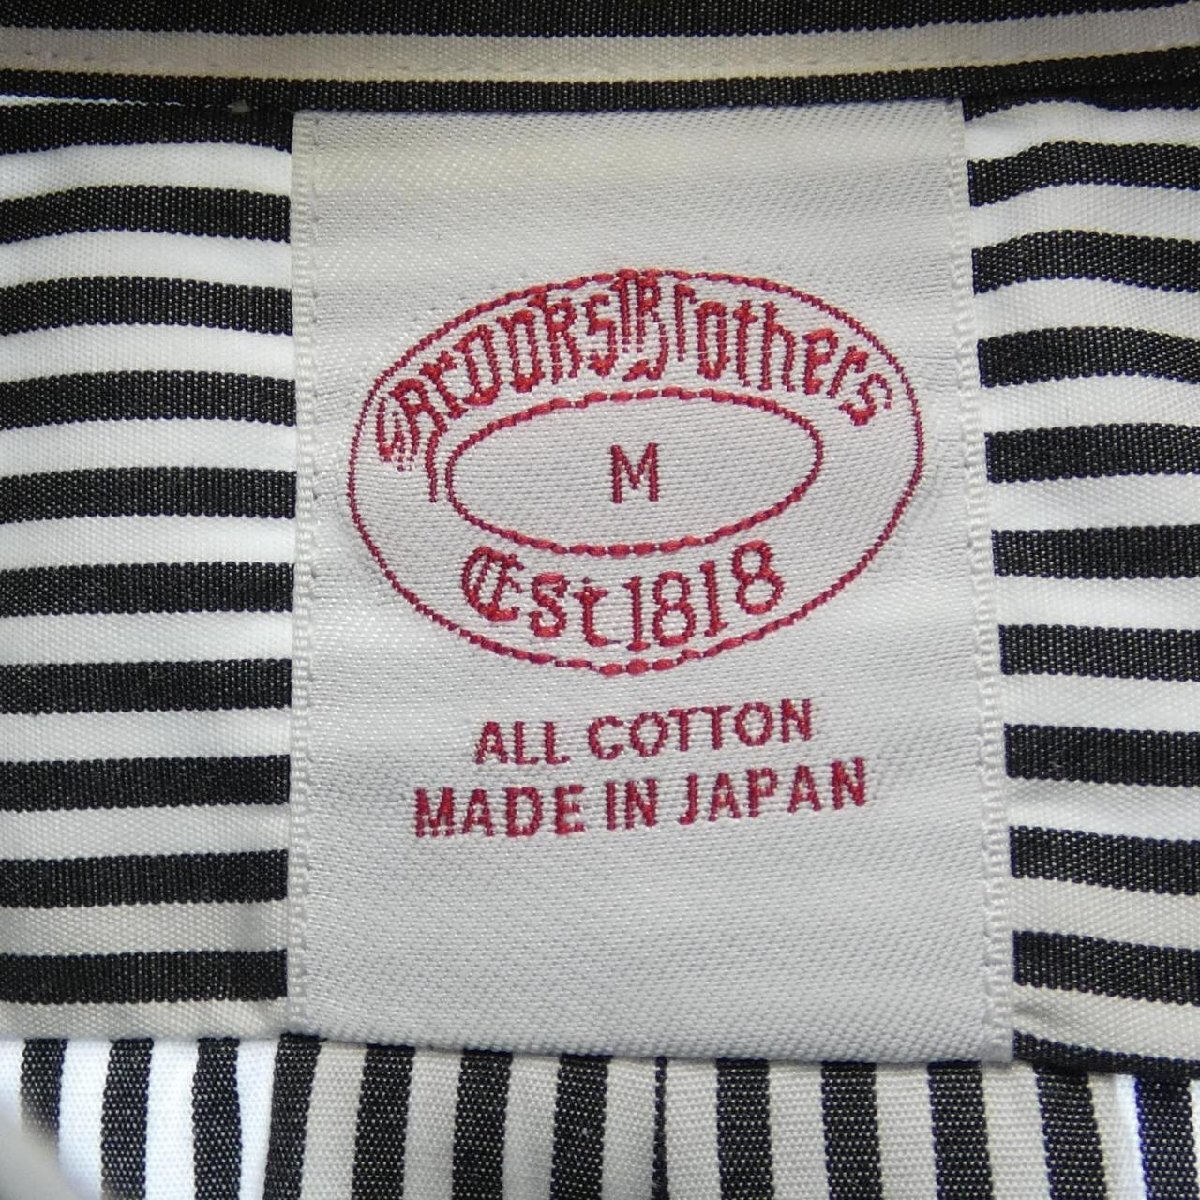 Brooks Brothers
M
Est 1818
ALL COTTON
MADE IN JAPAN